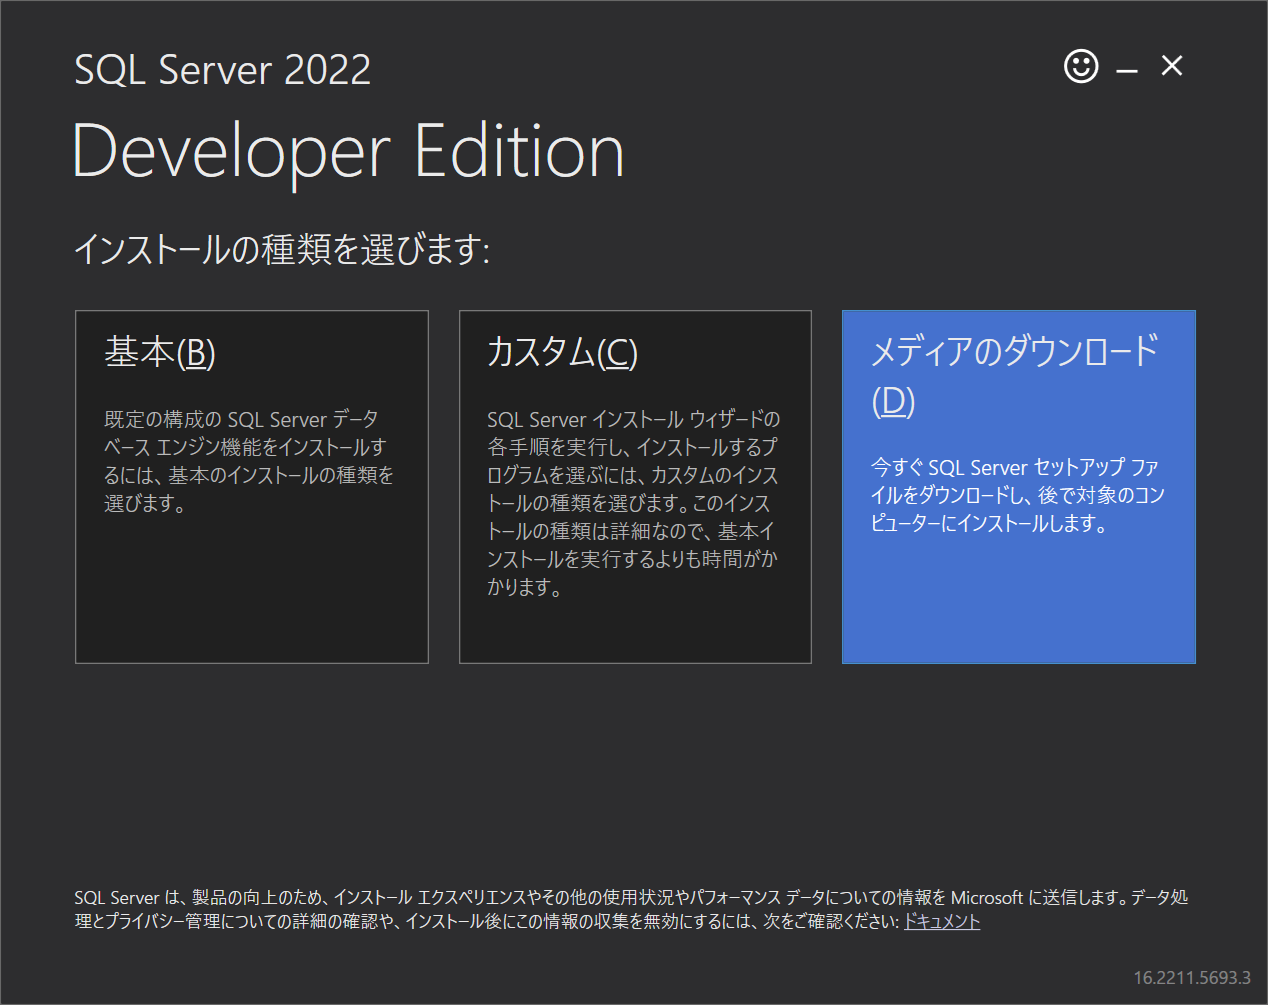 SQL Server 2022
Developer Edition
インストールの種類を選びます:
基本(B)
既定の構成の SQL Server データ
ベース エンジン機能をインストールす
るには、基本のインストールの種類を
選びます。
カスタム(C)
SQL Server インストール ウィザードの
各手順を実行し、インストールするプ
ログラムを選ぶには、カスタムのインス
トールの種類を選びます。このインス
トールの種類は詳細なので、基本イ
ンストールを実行するよりも時間がか
かります。
メディアのダウンロード
(D)
今すぐ SQL Server セットアップ ファ
イルをダウンロードし、後で対象のコン
ピューターにインストールします。
SQL Server は、製品の向上のため、インストール エクスペリエンスやその他の使用状況やパフォーマンス データについての情報を Microsoft に送信します。データ処
理とプライバシー管理についての詳細の確認や、インストール後にこの情報の収集を無効にするには、次をご確認ください: ドキュメント
16.2211.5693.3